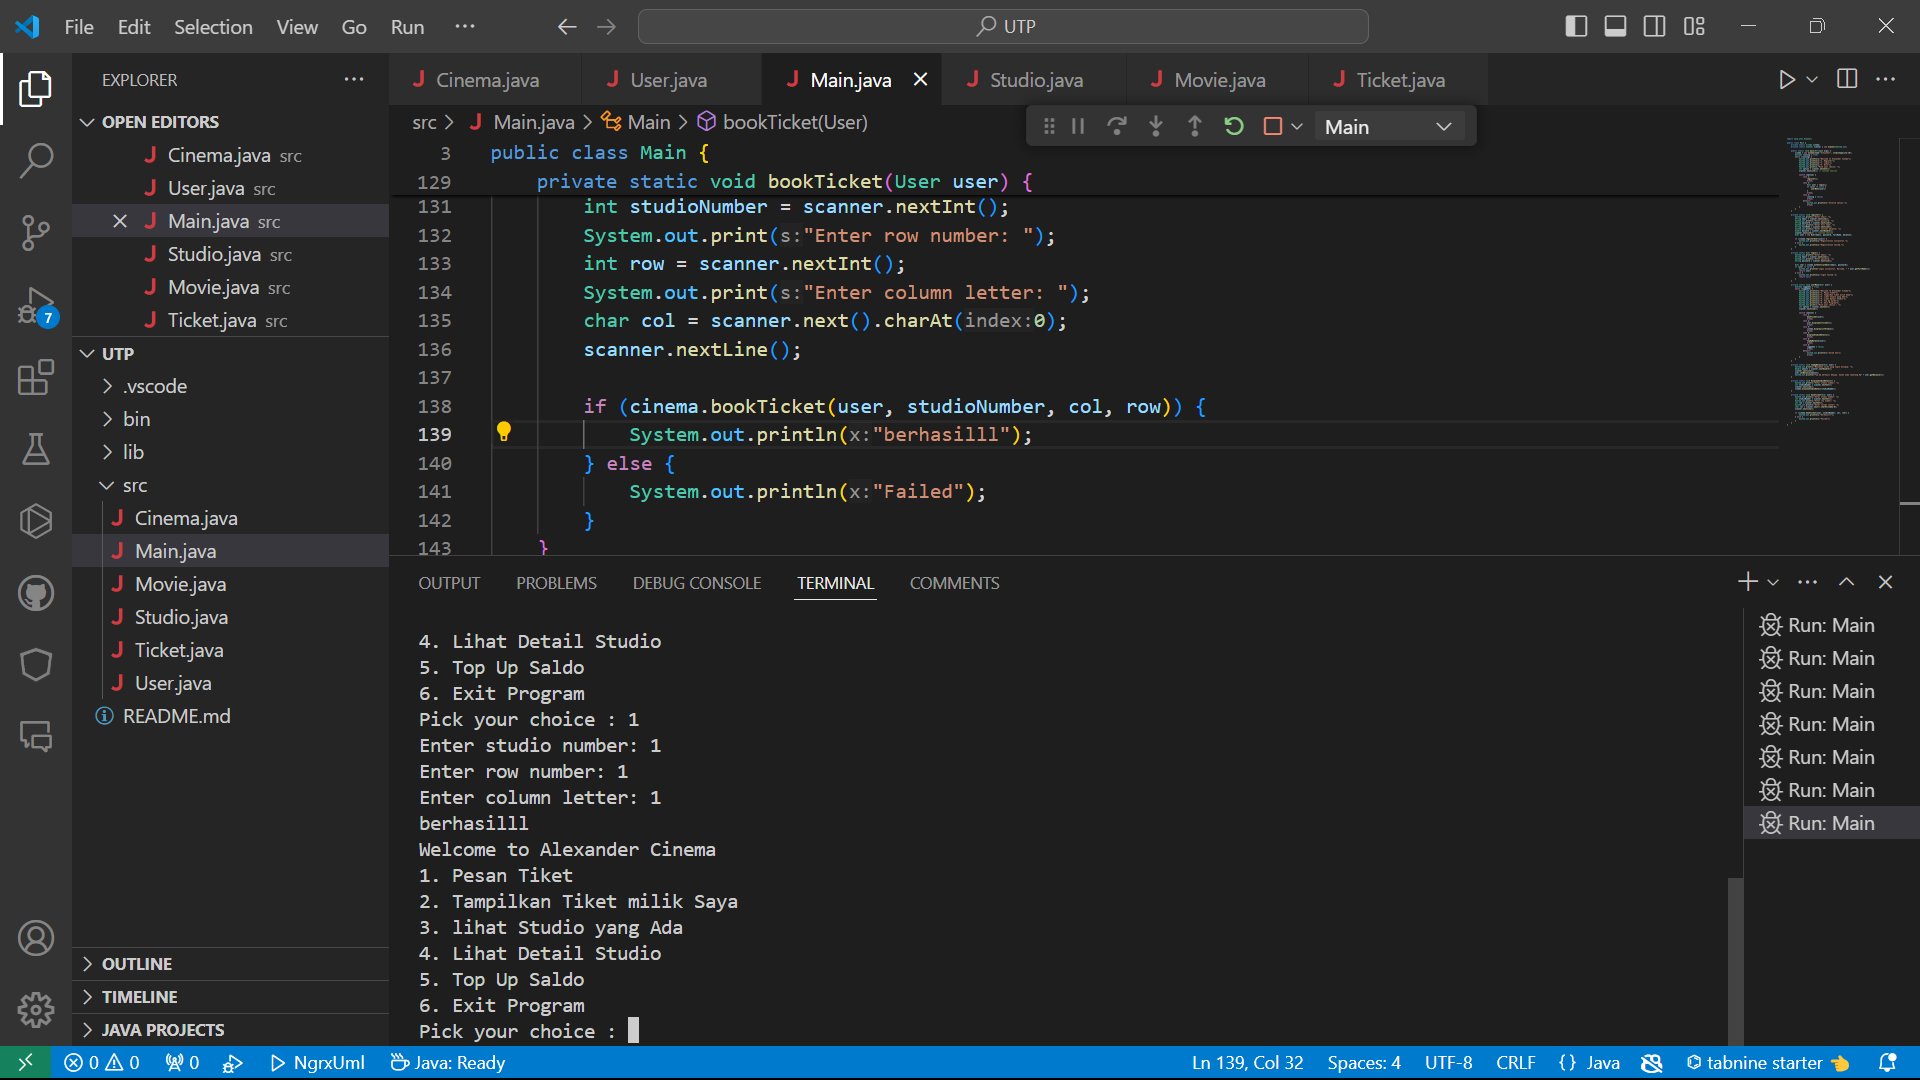 File Edit Selection View Go Run ···
UTP
EXPLORER
OPEN EDITORS
Cinema.java src
User.java src
Main.java src
Studio.java src
Movie.java src
Ticket.java src
UTP
.vscode
bin
lib
src
Cinema.java
Main.java
Movie.java
Studio.java
Ticket.java
User.java
README.md
OUTLINE
TIMELINE
JAVA PROJECTS
7
Cinema.java User.java Main.java Studio.java Movie.java Ticket.java
src > Main.java > Main > bookTicket(User)
Main
3 public class Main {
129 private static void bookTicket(User user) {
131 int studioNumber = scanner.nextInt();
132 System.out.print(s:"Enter row number: ");
133 int row = scanner.nextInt();
134 System.out.print(s:"Enter column letter: ");
135 char col = scanner.next().charAt(index:0);
136 scanner.nextLine();
137
138 if (cinema.bookTicket(user, studioNumber, col, row)) {
139 System.out.println(x:"berhasilll");
140 } else {
141 System.out.println(x:"Failed");
142 }
143 }
OUTPUT PROBLEMS DEBUG CONSOLE TERMINAL COMMENTS
4. Lihat Detail Studio
5. Top Up Saldo
6. Exit Program
Pick your choice : 1
Enter studio number: 1
Enter row number: 1
Enter column letter: 1
berhasilll
Welcome to Alexander Cinema
1. Pesan Tiket
2. Tampilkan Tiket milik Saya
3. lihat Studio yang Ada
4. Lihat Detail Studio
5. Top Up Saldo
6. Exit Program
Pick your choice :
Run: Main
Run: Main
Run: Main
Run: Main
Run: Main
Run: Main
Run: Main
0 0 0 NgrxUml Java: Ready Ln 139, Col 32 Spaces: 4 UTF-8 CRLF {} Java tabnine starter